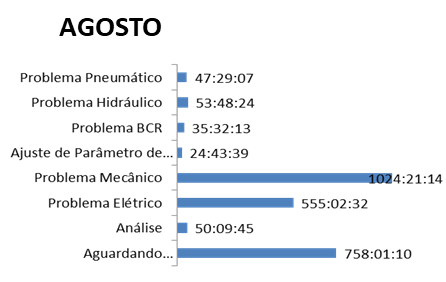 AGOSTO
Problema Pneumático 47:29:07
Problema Hidráulico 53:48:24
Problema BCR 35:32:13
Ajuste de Parâmetro de... 24:43:39
Problema Mecânico 1024:21:14
Problema Elétrico 555:02:32
Análise 50:09:45
Aguardando... 758:01:10